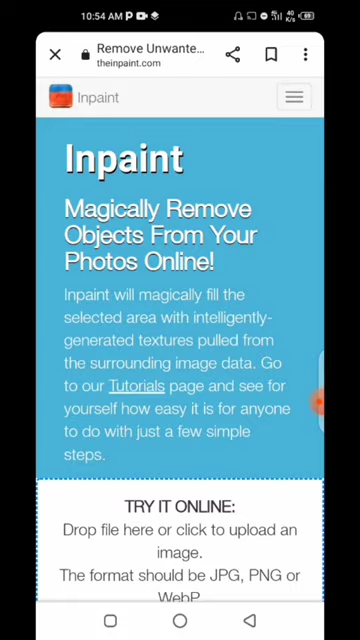 10:54 AM P
4G
K/s
69
Remove Unwante...
theinpaint.com
Inpaint
Inpaint
Magically Remove
Objects From Your
Photos Online!
Inpaint will magically fill the
selected area with intelligently-
generated textures pulled from
the surrounding image data. Go
to our Tutorials page and see for
yourself how easy it is for anyone
to do with just a few simple
steps.
TRY IT ONLINE:
Drop file here or click to upload an
image.
The format should be JPG, PNG or
WebP